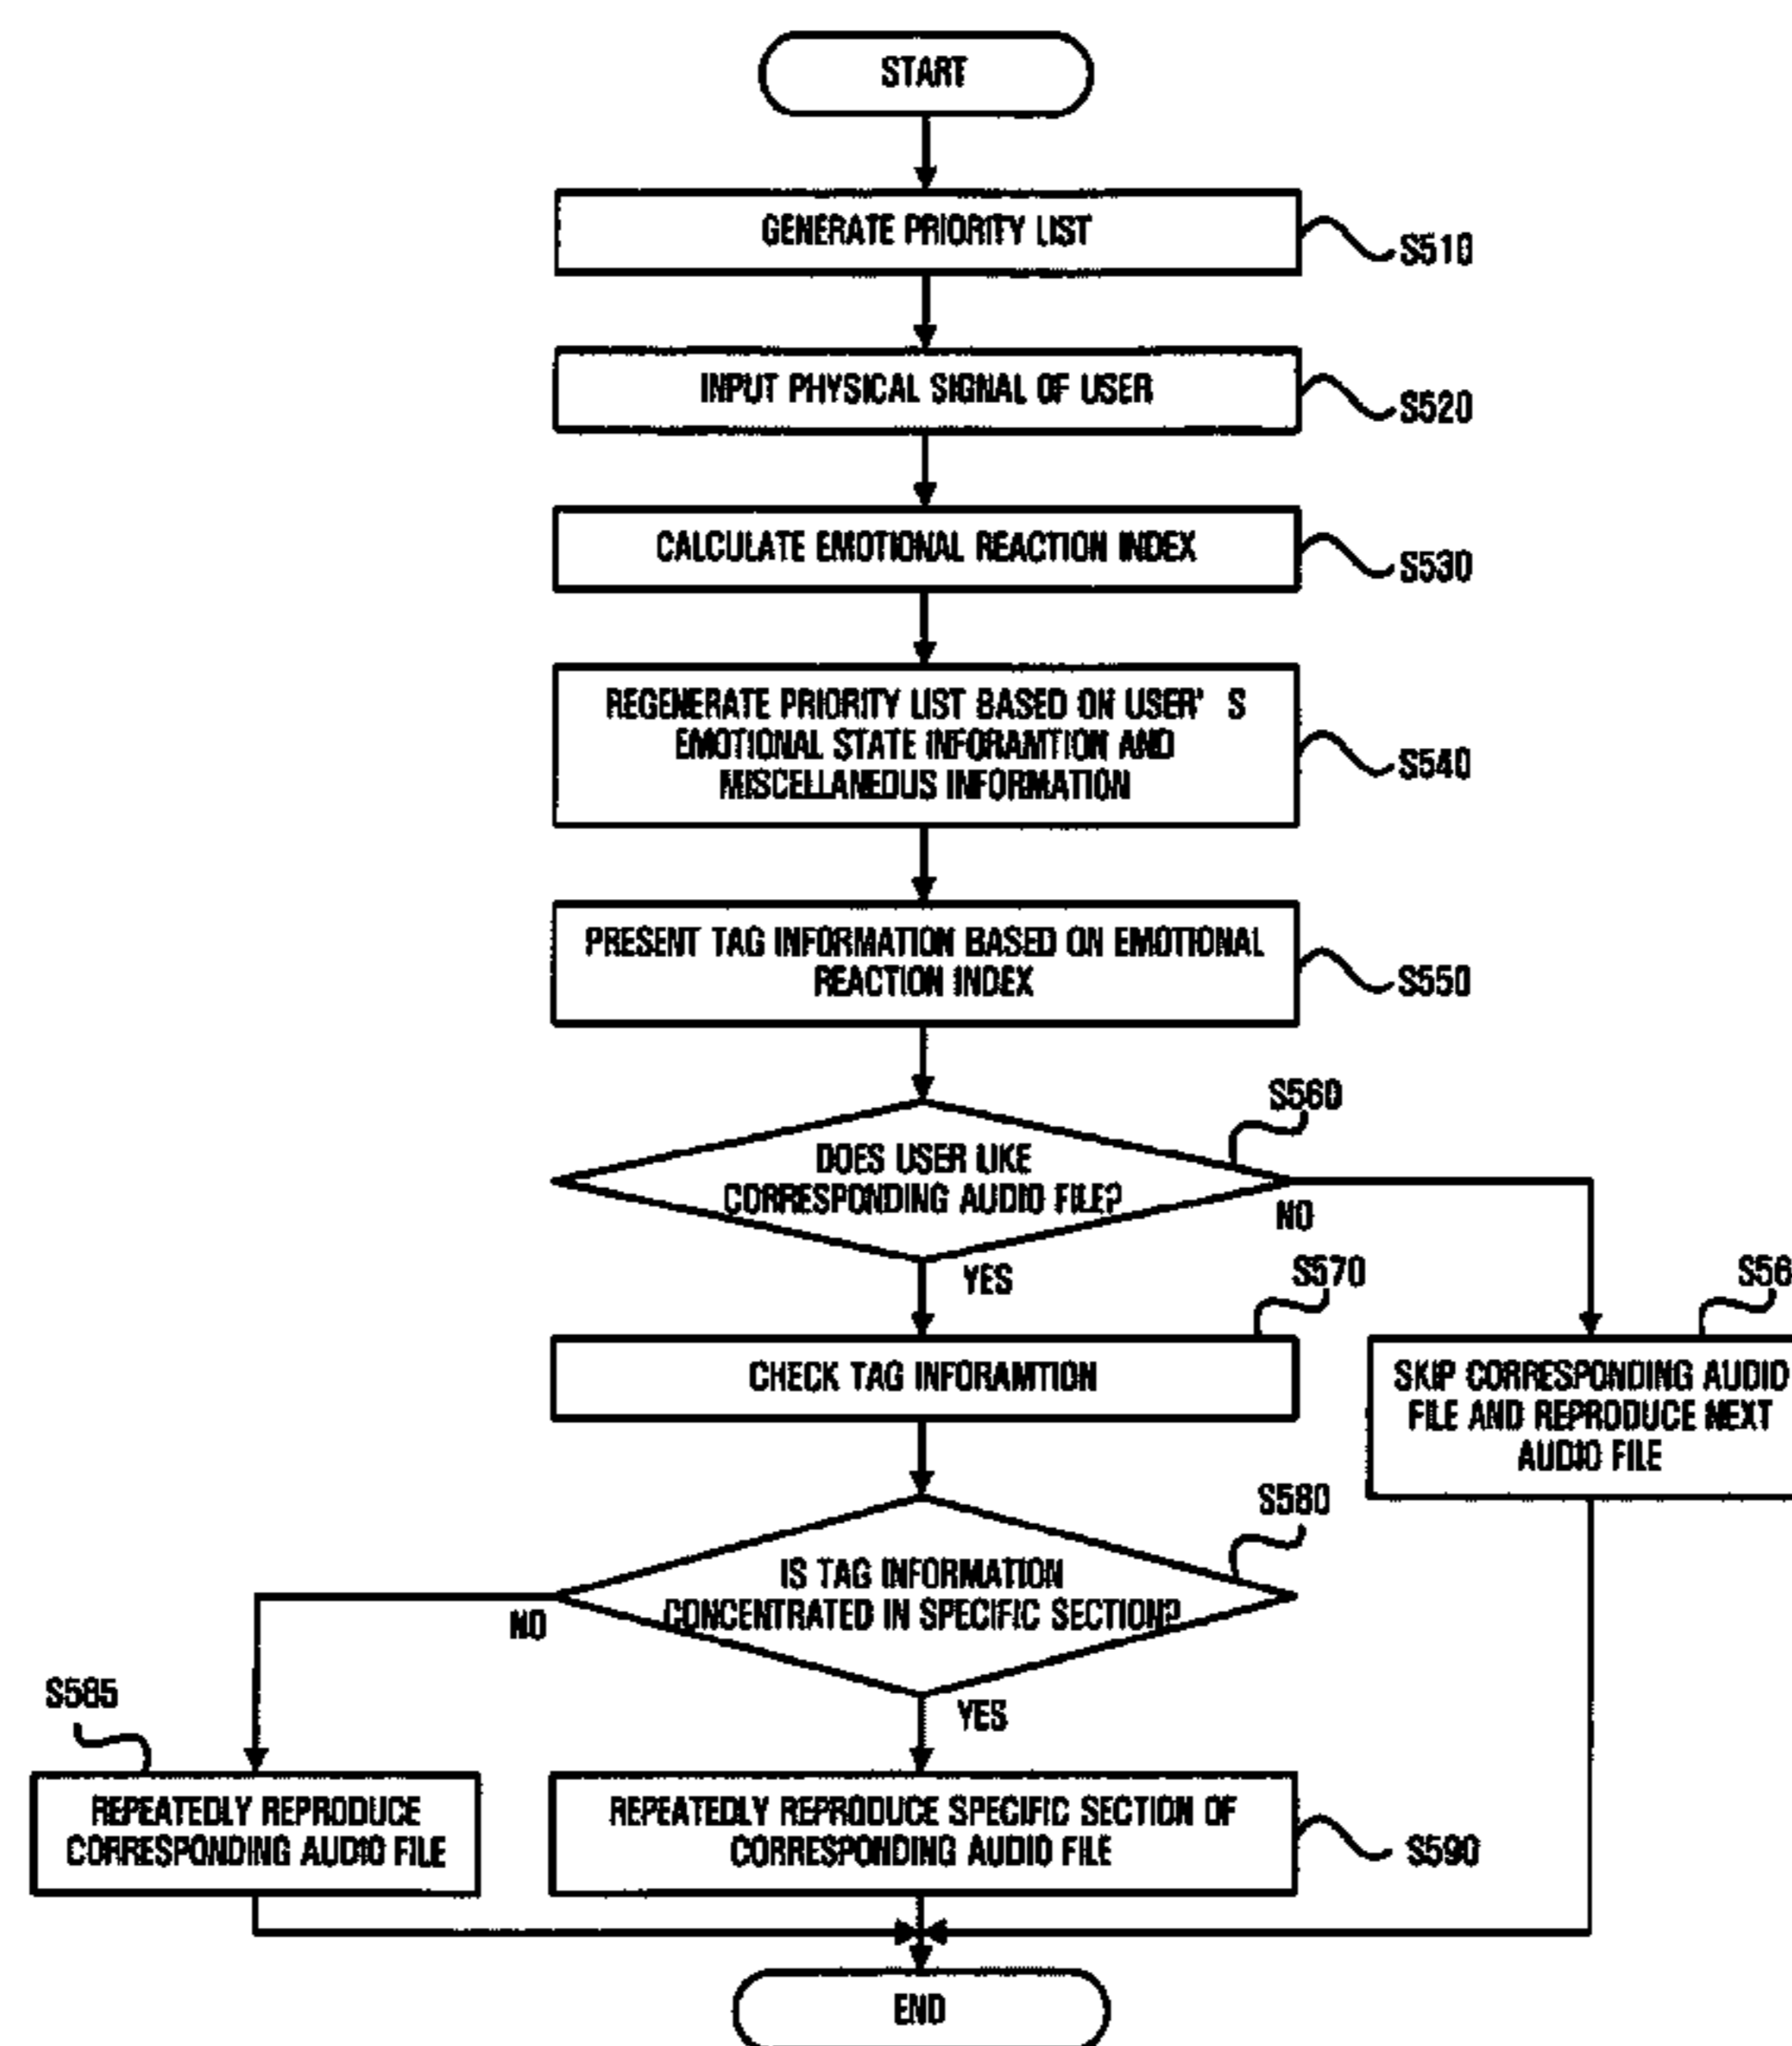 START
GENERATE PRIORITY LIST
S510
INPUT PHYSICAL SIGNAL OF USER
S520
CALCULATE EMOTIONAL REACTION INDEX
S530
REGENERATE PRIORITY LIST BASED ON USER' S
EMOTIONAL STATE INFORAMTION AND
MISCELLANEOUS INFORMATION
S540
PRESENT TAG INFORMATION BASED ON EMOTIONAL
REACTION INDEX
S550
S560
DOES USER LIKE
CORRESPONDING AUDIO FILE?
NO
YES
S570
CHECK TAG INFORAMTION
SKIP CORRESPONDING AUDIO
FILE AND REPRODUCE NEXT
AUDIO FILE
S580
IS TAG INFORMATION
CONCENTRATED IN SPECIFIC SECTION?
NO
YES
S585
REPEATEDLY REPRODUCE
CORRESPONDING AUDIO FILE
REPEATEDLY REPRODUCE SPECIFIC SECTION OF
CORRESPONDING AUDIO FILE
S590
END